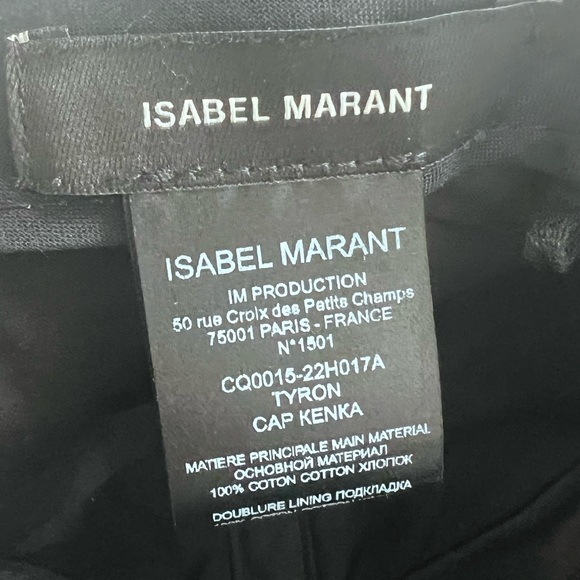 ISABEL MARANT
ISABEL MARANT
IM PRODUCTION
50 rue Croix des Petits Champs
75001 PARIS - FRANCE
N°1501
CQ0015-22H017A
TYRON
CAP KENKA
MATIERE PRINCIPALE MAIN MATERIAL
ОСНОВНОЙ МАТЕРИАЛ
100% COTON COTTON ХЛОПОК
DOUBLURE LINING ПОДКЛАДКА